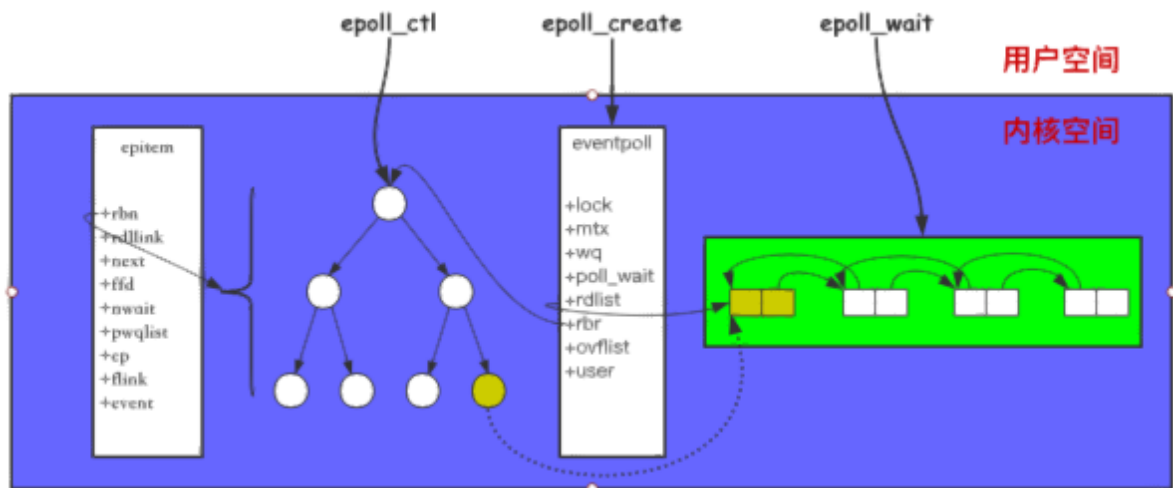 epoll_ctl
epoll_create
epoll_wait
用户空间
内核空间
epitem
+rbn
+rdllink
+next
+ffd
+nwait
+pwqlist
+ep
+flink
+event
eventpoll
+lock
+mtx
+wq
+poll_wait
+rdlist
+rbr
+ovflist
+user